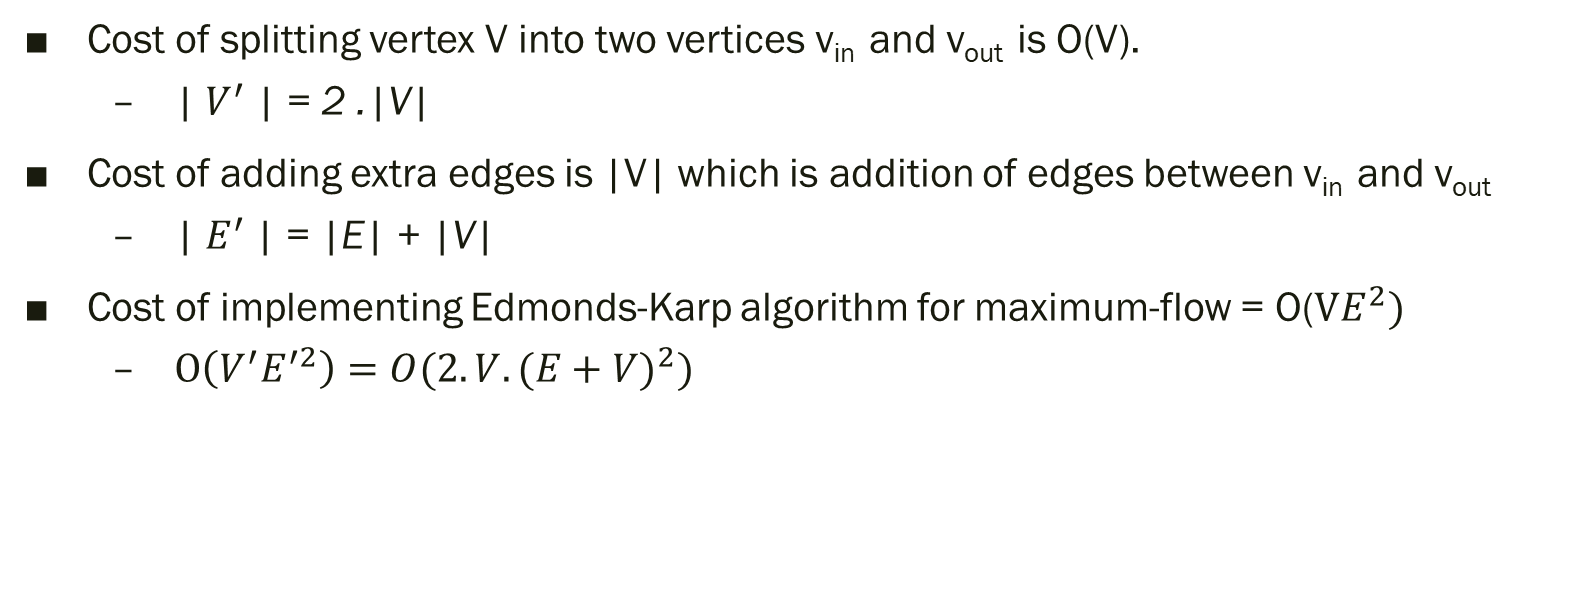 ■ Cost of splitting vertex V into two vertices v_in and v_out is O(V).
– | V′ | = 2 . |V|
■ Cost of adding extra edges is |V| which is addition of edges between v_in and v_out
– | E′ | = |E| + |V|
■ Cost of implementing Edmonds-Karp algorithm for maximum-flow = O(VE²)
– O(V′E′²) = O(2. V. (E + V)²)